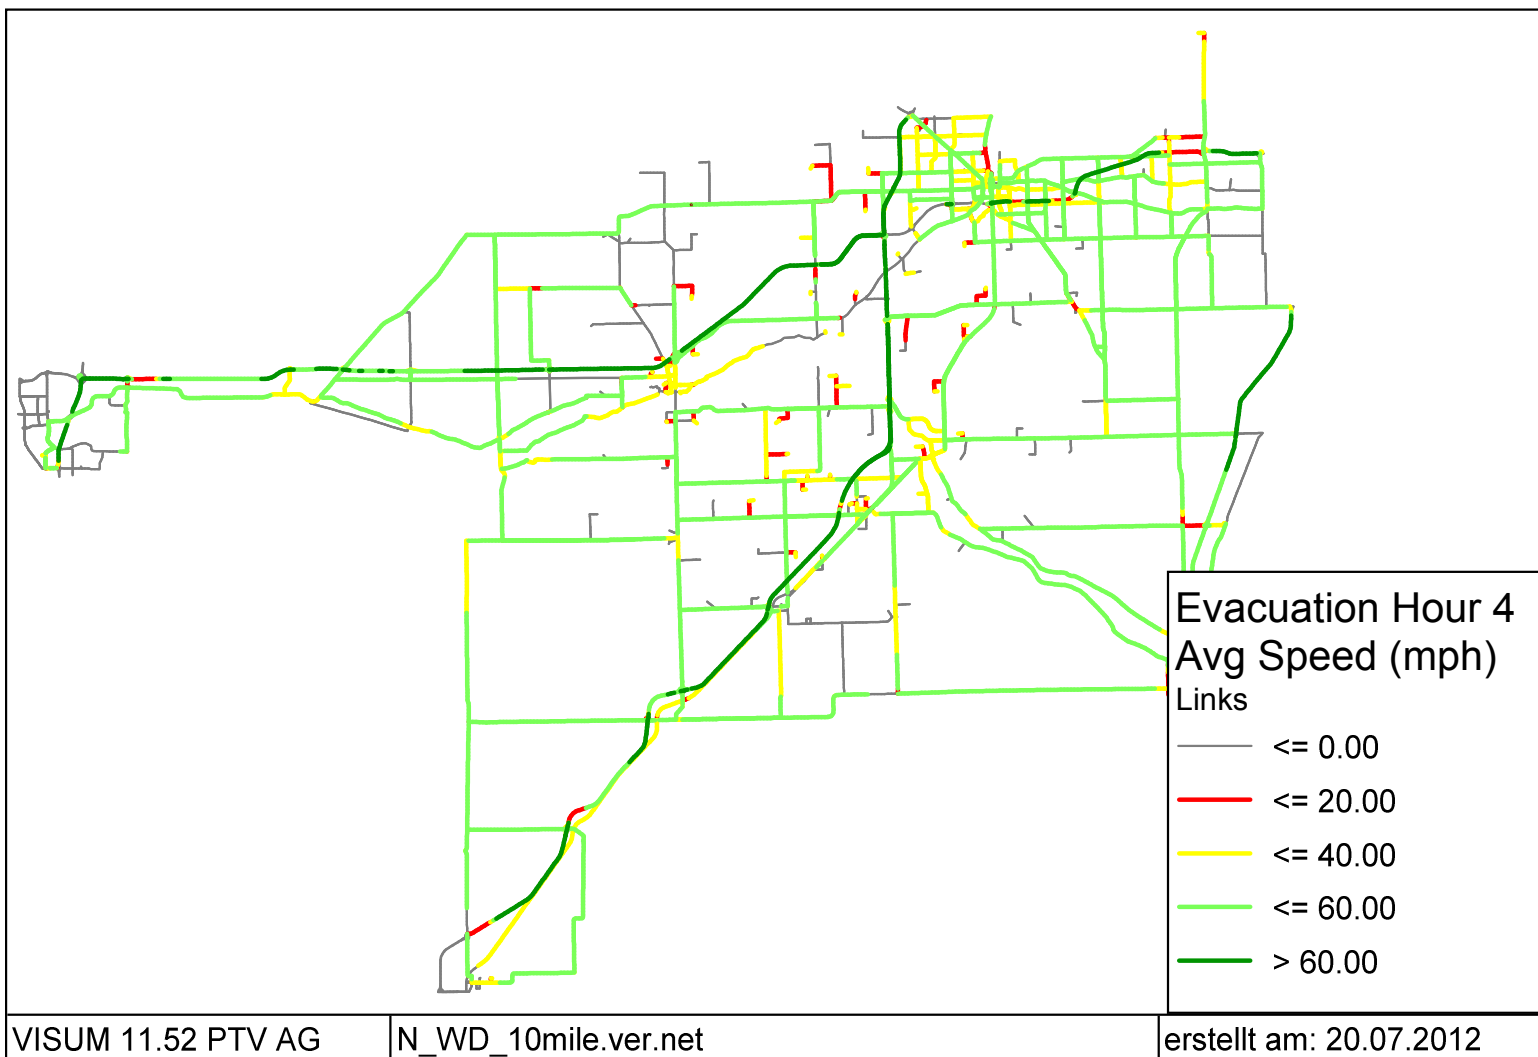 Evacuation Hour 4
Avg Speed (mph)
Links
<= 0.00
<= 20.00
<= 40.00
<= 60.00
> 60.00
VISUM 11.52 PTV AG
N_WD_10mile.ver.net
erstellt am: 20.07.2012